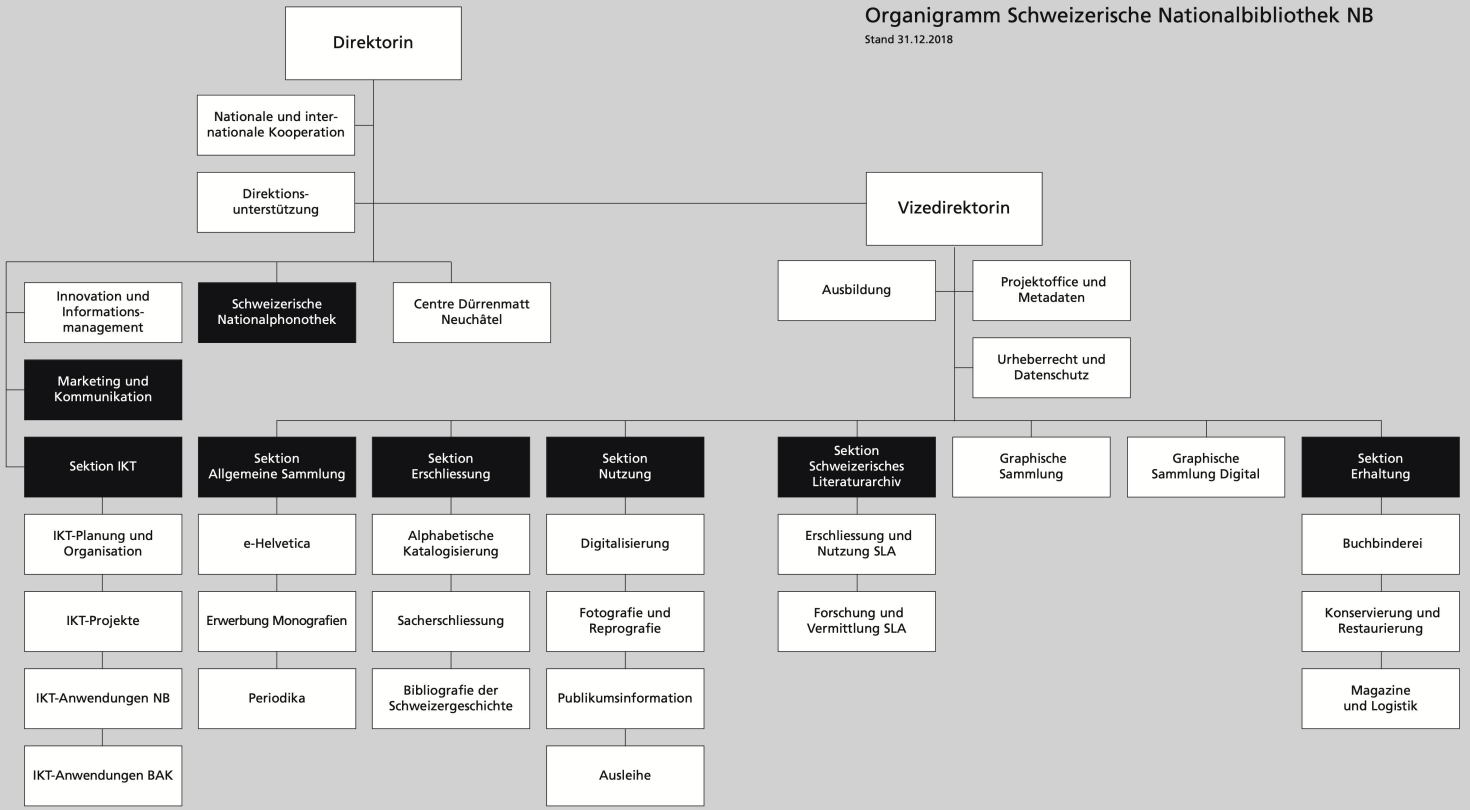 Organigramm Schweizerische Nationalbibliothek NB
Stand 31.12.2018
Direktorin
Nationale und inter-
nationale Kooperation
Direktions-
unterstützung
Vizedirektorin
Innovation und
Informations-
management
Schweizerische
Nationalphonothek
Centre Dürrenmatt
Neuchâtel
Ausbildung
Projektoffice und
Metadaten
Marketing und
Kommunikation
Urheberrecht und
Datenschutz
Sektion IKT
Sektion
Allgemeine Sammlung
Sektion
Erschliessung
Sektion
Nutzung
Sektion
Schweizerisches
Literaturarchiv
Graphische
Sammlung
Graphische
Sammlung Digital
Sektion
Erhaltung
IKT-Planung und
Organisation
e-Helvetica
Alphabetische
Katalogisierung
Digitalisierung
Erschliessung und
Nutzung SLA
Buchbinderei
IKT-Projekte
Erwerbung Monografien
Sacherschliessung
Fotografie und
Reprografie
Forschung und
Vermittlung SLA
Konservierung und
Restaurierung
IKT-Anwendungen NB
Periodika
Bibliografie der
Schweizergeschichte
Publikumsinformation
Magazine
und Logistik
IKT-Anwendungen BAK
Ausleihe